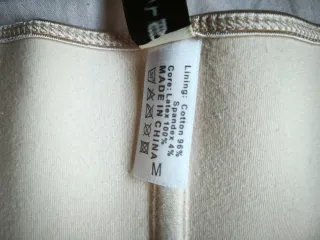 Lining: Cotton 96%
Spandex 4%
Core: Latex 100%
MADE IN CHINA
M